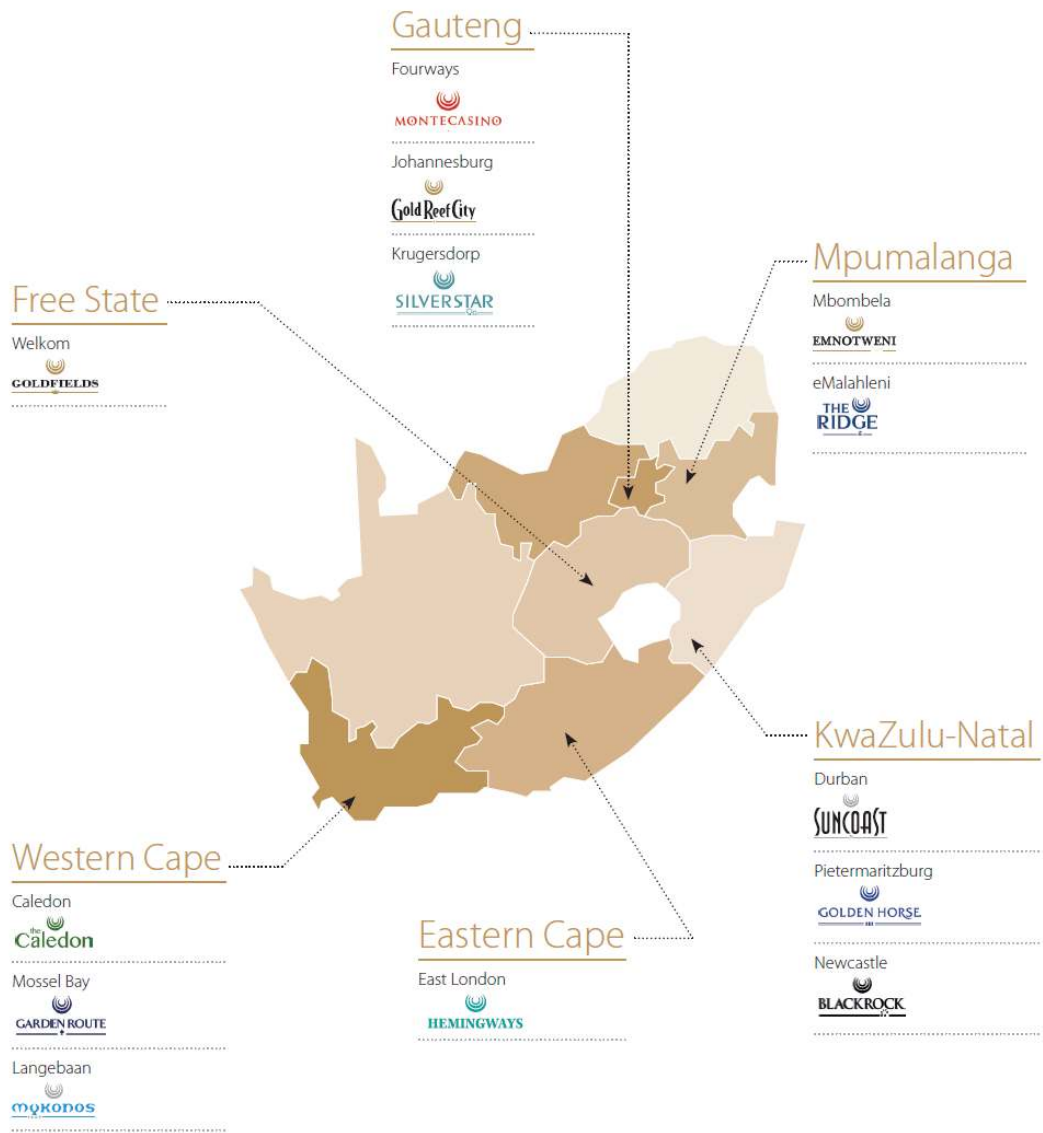 Gauteng
Fourways
MONTECASINO
Johannesburg
Gold Reef City
Krugersdorp
SILVERSTAR
Mpumalanga
Mbombela
EMNOTWENI
eMalahleni
THE
RIDGE
Free State
Welkom
GOLDFIELDS
KwaZulu-Natal
Durban
SUNCOAST
Pietermaritzburg
GOLDEN HORSE
Newcastle
BLACKROCK
Western Cape
Caledon
the
Caledon
Mossel Bay
GARDEN ROUTE
Langebaan
mykonos
Eastern Cape
East London
HEMINGWAYS